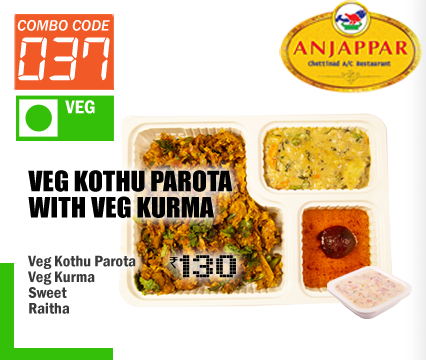 COMBO CODE
037
VEG
ANJAPPAR
Chettinad A/C Restaurant
VEG KOTHU PAROTA
WITH VEG KURMA
₹130
Veg Kothu Parota
Veg Kurma
Sweet
Raitha